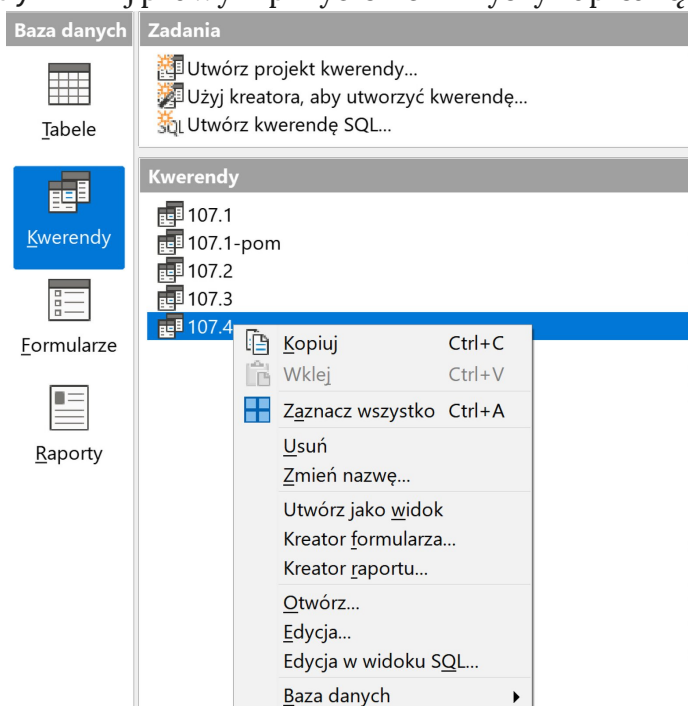 Baza danych
Tabele
Kwerendy
Formularze
Raporty
Zadania
Utwórz projekt kwerendy...
Użyj kreatora, aby utworzyć kwerendę...
SQL Utwórz kwerendę SQL...
Kwerendy
107.1
107.1-pom
107.2
107.3
107.4
Kopiuj Ctrl+C
Wklej Ctrl+V
Zaznacz wszystko Ctrl+A
Usuń
Zmień nazwę...
Utwórz jako widok
Kreator formularza...
Kreator raportu...
Otwórz...
Edycja...
Edycja w widoku SQL...
Baza danych